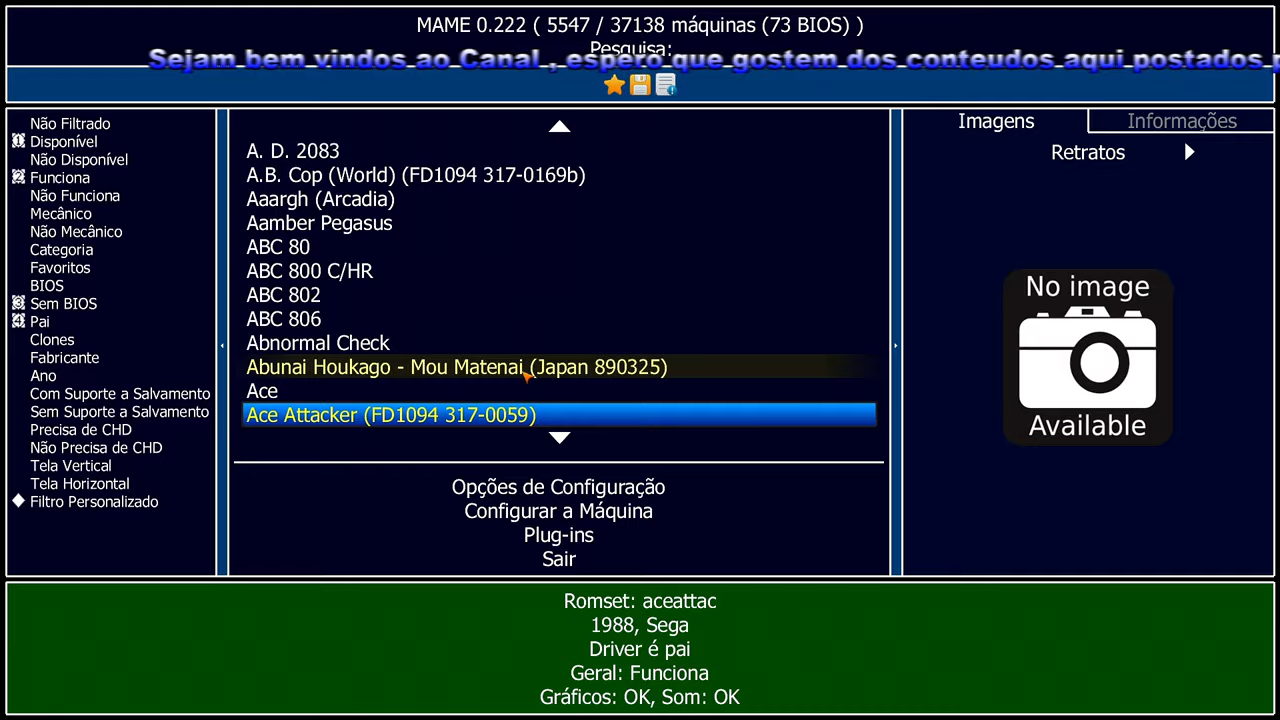 MAME 0.222 ( 5547 / 37138 máquinas (73 BIOS) )
Pesquisa:
Sejam bem vindos ao Canal , espero que gostem dos conteudos aqui postados
Não Filtrado
Disponível
Não Disponível
Funciona
Não Funciona
Mecânico
Não Mecânico
Categoria
Favoritos
BIOS
Sem BIOS
Pai
Clones
Fabricante
Ano
Com Suporte a Salvamento
Sem Suporte a Salvamento
Precisa de CHD
Não Precisa de CHD
Tela Vertical
Tela Horizontal
Filtro Personalizado
A. D. 2083
A.B. Cop (World) (FD1094 317-0169b)
Aaargh (Arcadia)
Aamber Pegasus
ABC 80
ABC 800 C/HR
ABC 802
ABC 806
Abnormal Check
Abunai Houkago - Mou Matenai (Japan 890325)
Ace
Ace Attacker (FD1094 317-0059)
Opções de Configuração
Configurar a Máquina
Plug-ins
Sair
Imagens
Informações
Retratos
No image
Available
Romset: aceattac
1988, Sega
Driver é pai
Geral: Funciona
Gráficos: OK, Som: OK